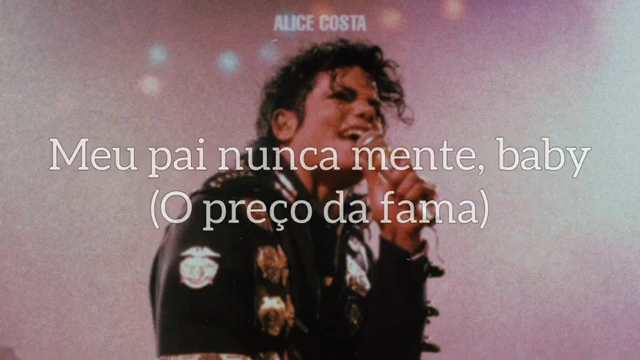 ALICE COSTA
Meu pai nunca mente, baby
(O preço da fama)